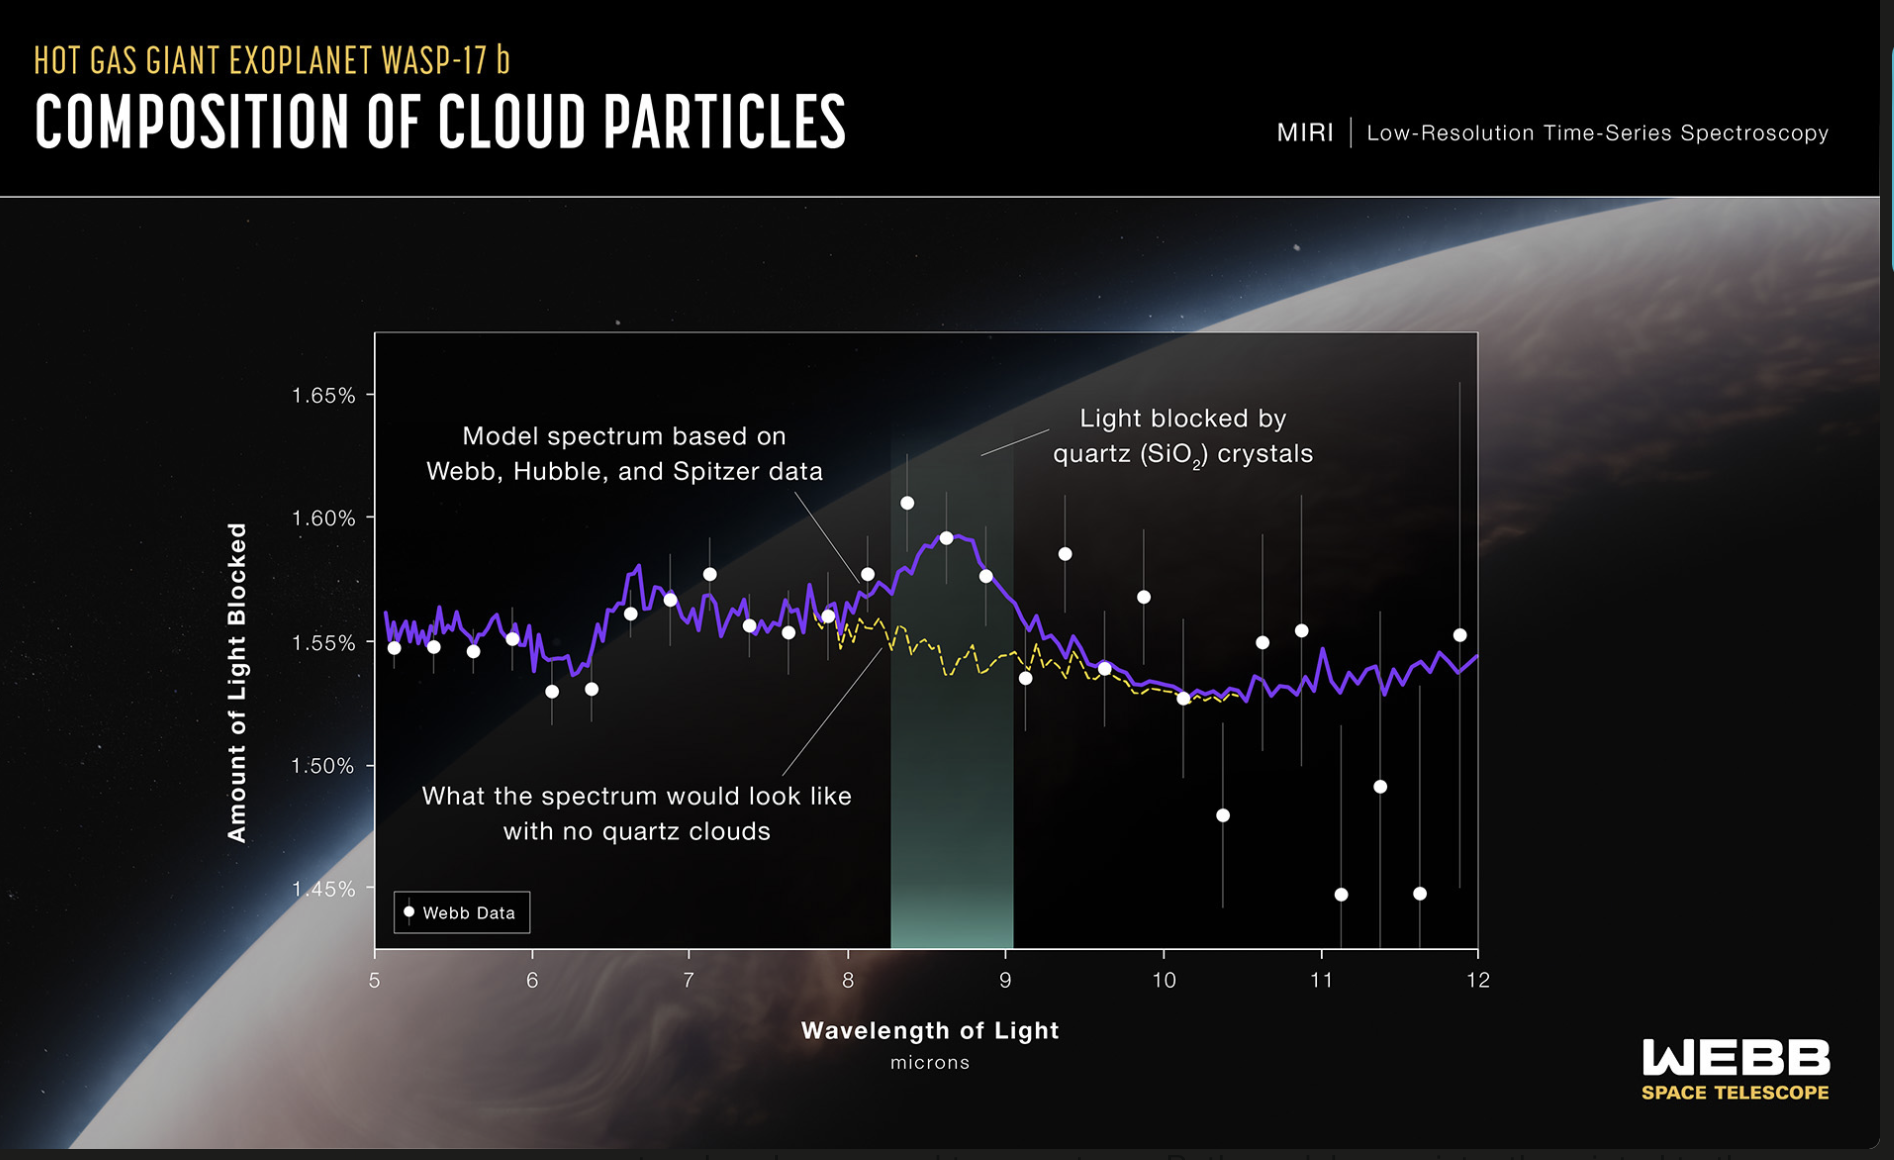 HOT GAS GIANT EXOPLANET WASP-17 b
COMPOSITION OF CLOUD PARTICLES
MIRI | Low-Resolution Time-Series Spectroscopy
Model spectrum based on
Webb, Hubble, and Spitzer data
Light blocked by
quartz (SiO₂) crystals
What the spectrum would look like
with no quartz clouds
Webb Data
Amount of Light Blocked
1.65%
1.60%
1.55%
1.50%
1.45%
5 6 7 8 9 10 11 12
Wavelength of Light
microns
WEBB
SPACE TELESCOPE